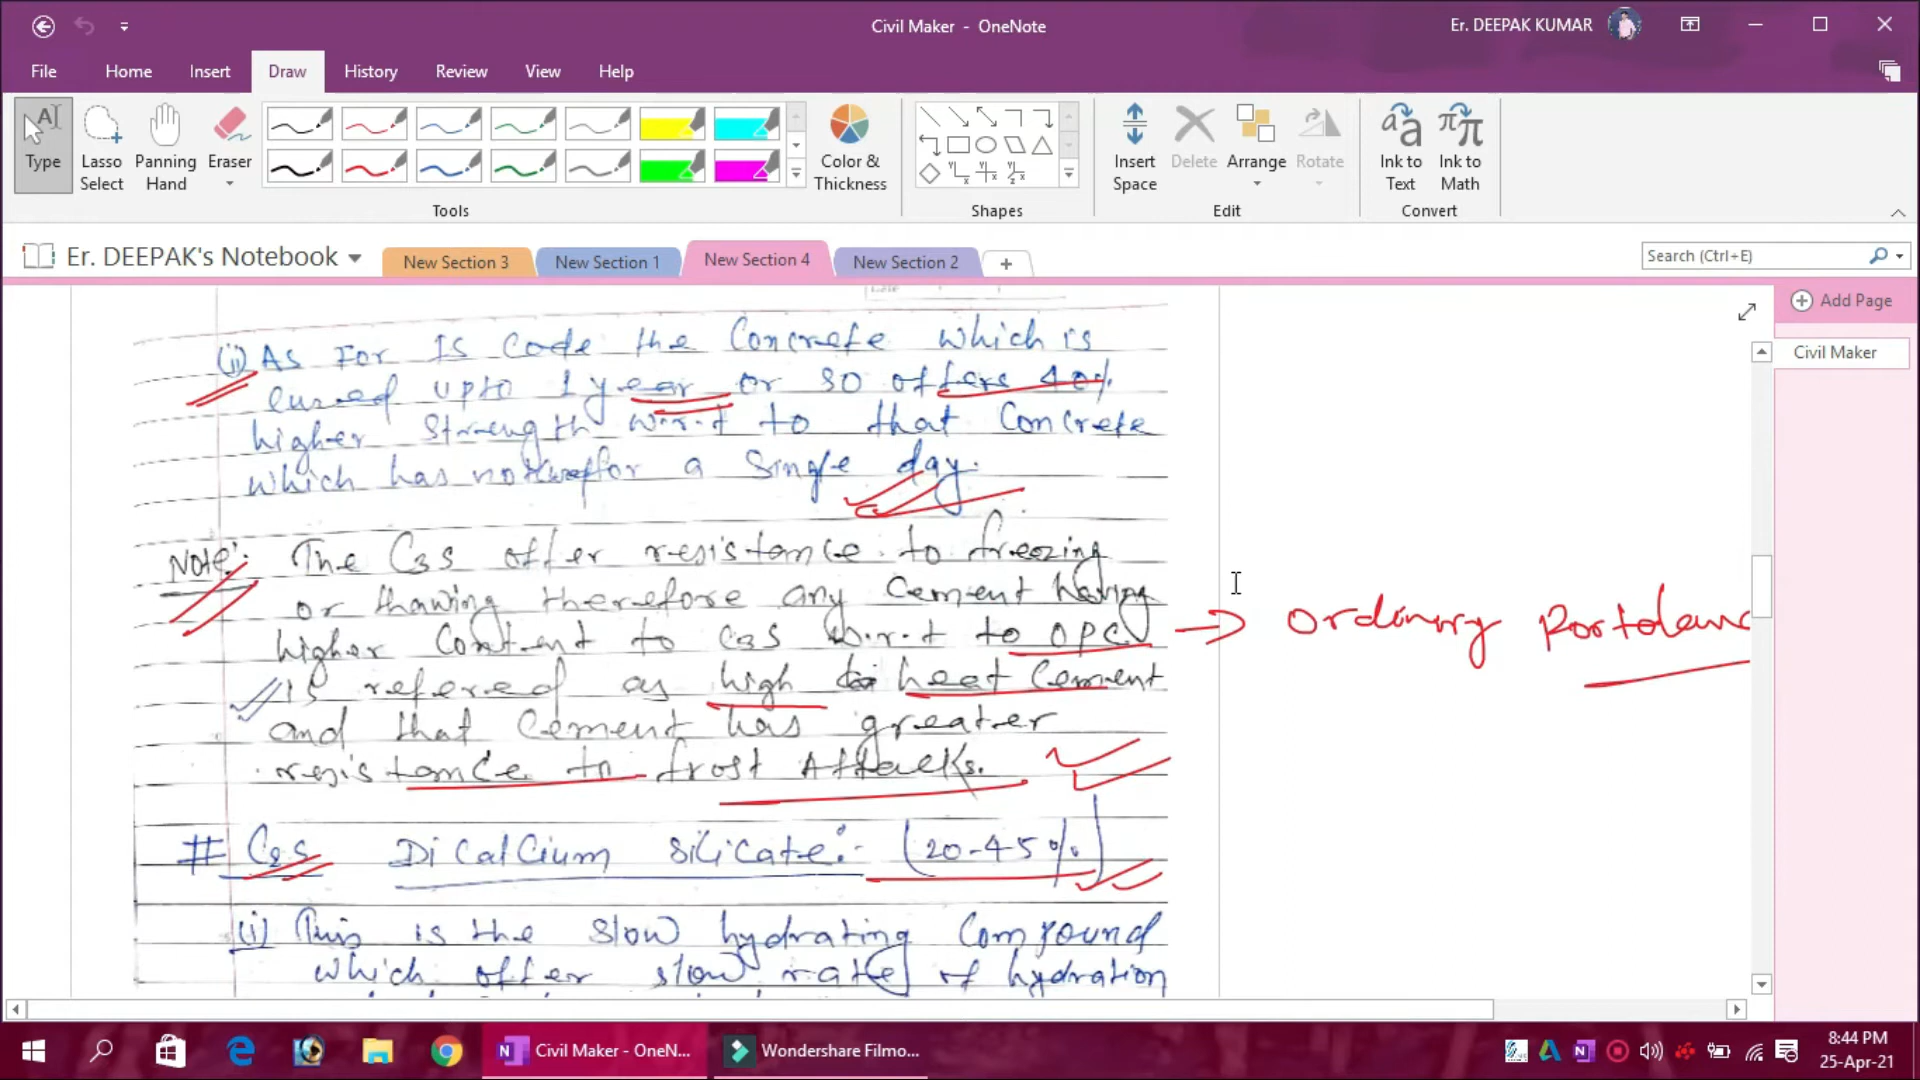 Civil Maker - OneNote
Er. DEEPAK KUMAR
File Home Insert Draw History Review View Help
Type
Lasso Select
Panning Hand
Eraser
Color & Thickness
Insert Space
Delete
Arrange
Rotate
Ink to Text
Ink to Math
Tools
Shapes
Edit
Convert
Er. DEEPAK's Notebook
New Section 3
New Section 1
New Section 4
New Section 2
Search (Ctrl+E)
Add Page
Civil Maker
(ii) As For IS Code the Concrete which is
cured upto 1 year or so offers 40%
higher strength w.r.t to that Concrete
which has not for a single day.
Note: The C3S offer resistance to freezing
or thawing therefore any Cement having
higher Content to C3S w.r.t to OPC → Ordinary Portolan
is refered as high heat Cement
and that Cement has greater
resistance to frost Attacks.
# C2S DiCalCium Silicate:- (20-45%)
(i) This is the slow hydrating Compound
which offer slow rate of hydration
Civil Maker - OneN...
Wondershare Filmo...
8:44 PM
25-Apr-21